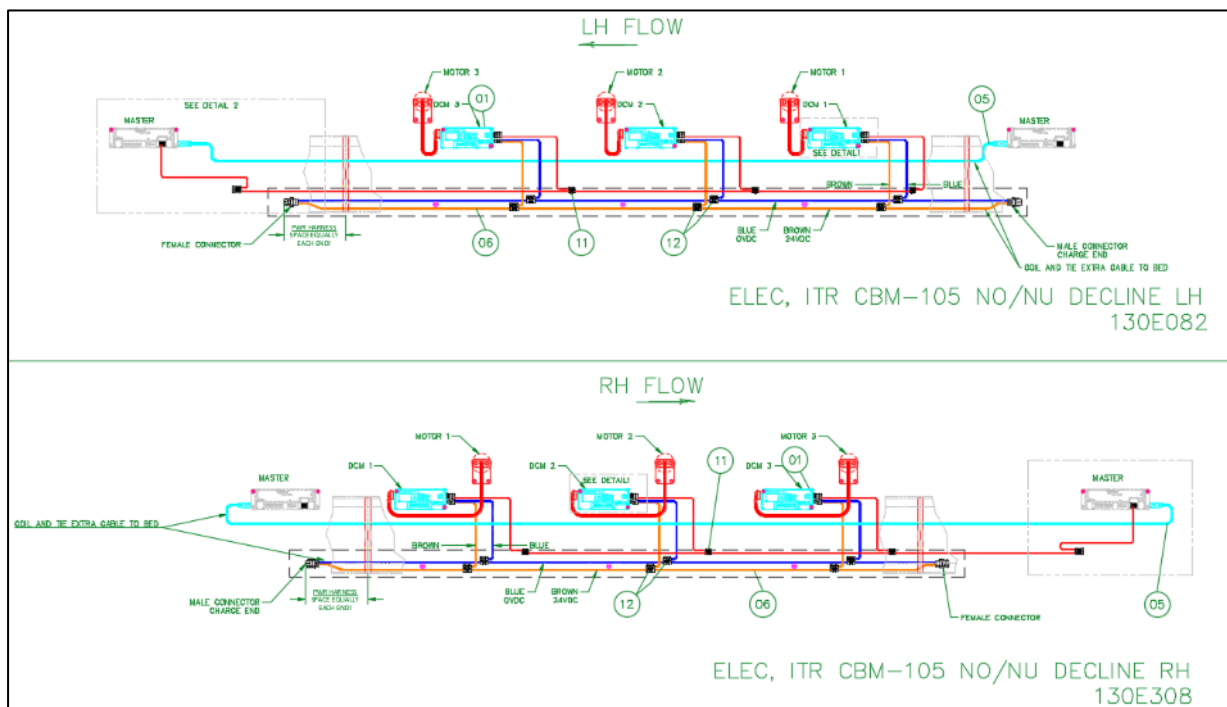 LH FLOW
MOTOR 3
MOTOR 2
MOTOR 1
SEE DETAIL 2
DCM 3
01
DCM 2
DCM 1
05
MASTER
MASTER
SEE DETAIL1
BROWN
BLUE
FEMALE CONNECTOR
PWR HARNESS
SPACE EQUALLY
EACH END!
06
11
12
BLUE
0VDC
BROWN
24VDC
MALE CONNECTOR
CHARGE END
COIL AND TIE EXTRA CABLE TO BED
ELEC, ITR CBM-105 NO/NU DECLINE LH
130E082
RH FLOW
MOTOR 1
MOTOR 2
MOTOR 3
11
MASTER
DCM 1
DCM 2
SEE DETAIL1
DCM 3
01
MASTER
COIL AND TIE EXTRA CABLE TO BED
BROWN
BLUE
MALE CONNECTOR
CHARGE END
PWR HARNESS
SPACE EQUALLY
EACH END!
BLUE
0VDC
BROWN
24VDC
12
06
05
FEMALE CONNECTOR
ELEC, ITR CBM-105 NO/NU DECLINE RH
130E308